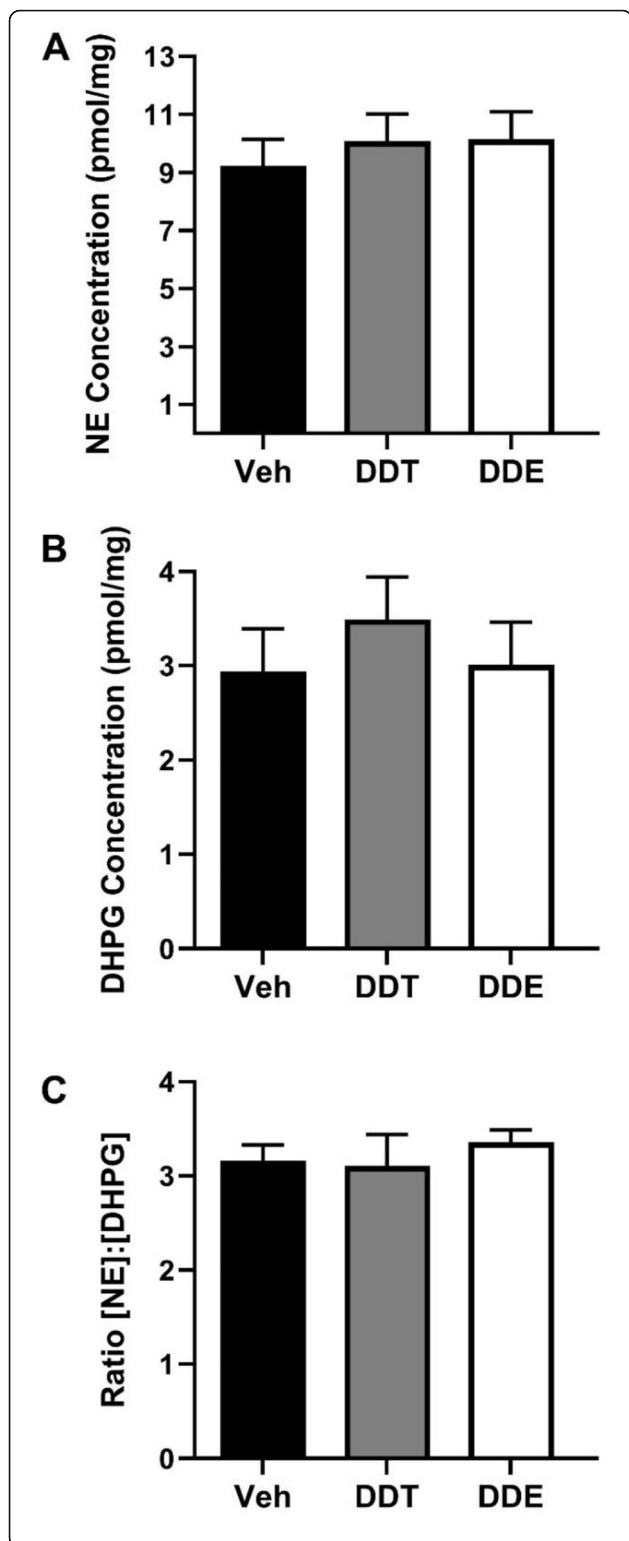 A
NE Concentration (pmol/mg)
13
11
9
7
5
3
1
Veh DDT DDE
B
DHPG Concentration (pmol/mg)
4
3
2
1
0
Veh DDT DDE
C
Ratio [NE]:[DHPG]
4
3
2
1
0
Veh DDT DDE